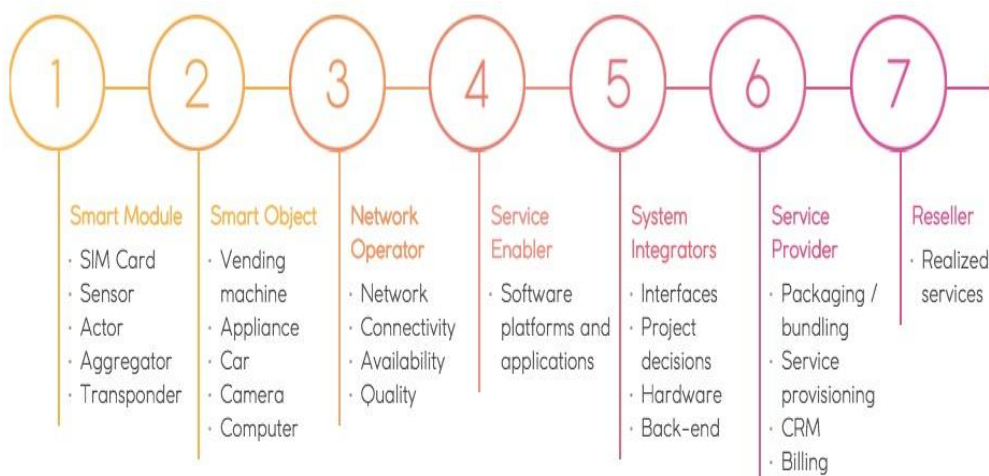 1
2
3
4
5
6
7
Smart Module
· SIM Card
· Sensor
· Actor
· Aggregator
· Transponder
Smart Object
· Vending
machine
· Appliance
· Car
· Camera
· Computer
Network
Operator
· Network
· Connectivity
· Availability
· Quality
Service
Enabler
· Software
platforms and
applications
System
Integrators
· Interfaces
· Project
decisions
· Hardware
· Back-end
Service
Provider
· Packaging /
bundling
· Service
provisioning
· CRM
· Billing
Reseller
· Realized
services